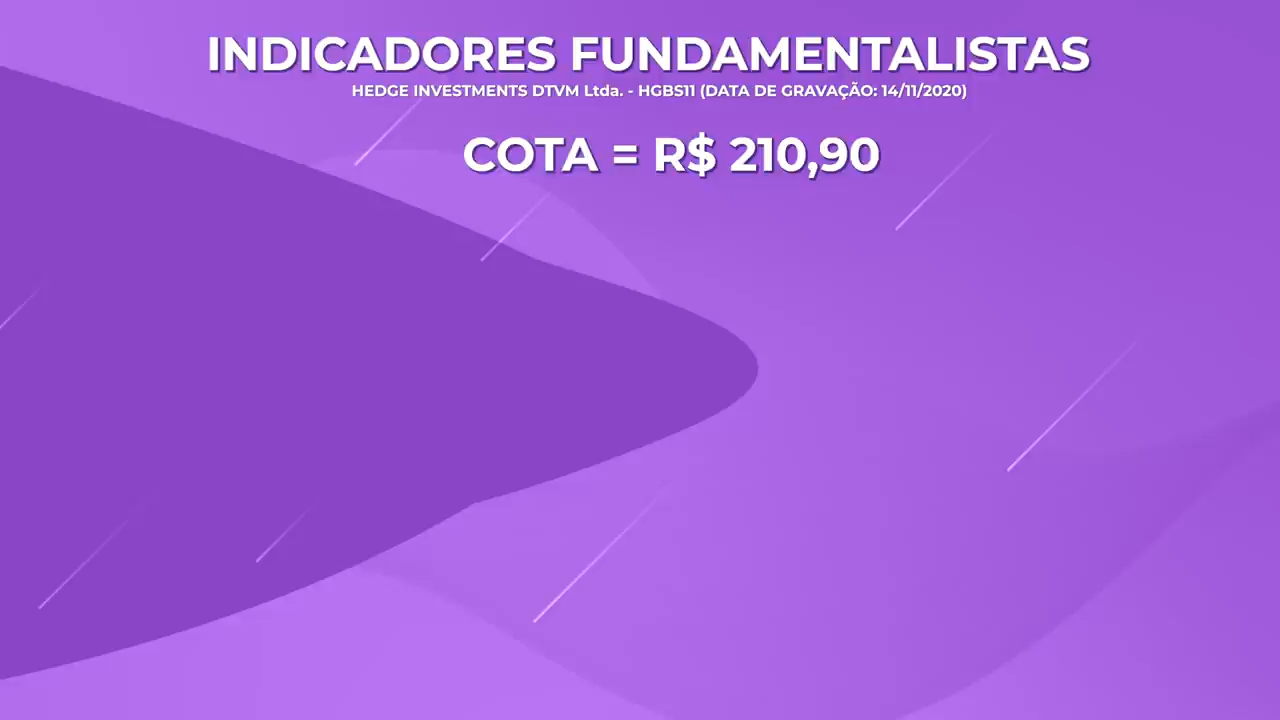 INDICADORES FUNDAMENTALISTAS
HEDGE INVESTMENTS DTVM Ltda. - HGBS11 (DATA DE GRAVAÇÃO: 14/11/2020)
COTA = R$ 210,90